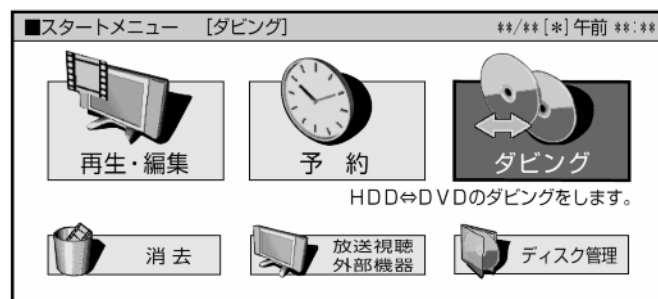 ■スタートメニュー [ダビング] **/**[*]午前 **:**
再生・編集
予 約
ダビング
HDD⇔DVDのダビングをします。
消 去
放送視聴
外部機器
ディスク管理